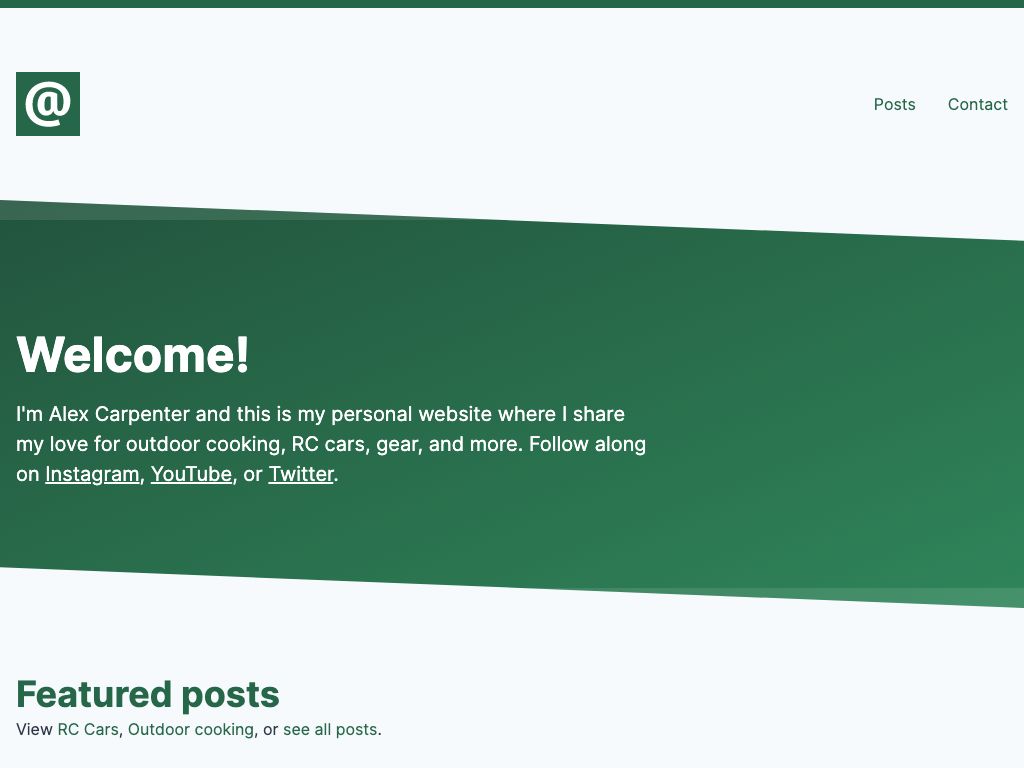 @
Posts
Contact
Welcome!
I'm Alex Carpenter and this is my personal website where I share
my love for outdoor cooking, RC cars, gear, and more. Follow along
on Instagram, YouTube, or Twitter.
Featured posts
View RC Cars, Outdoor cooking, or see all posts.